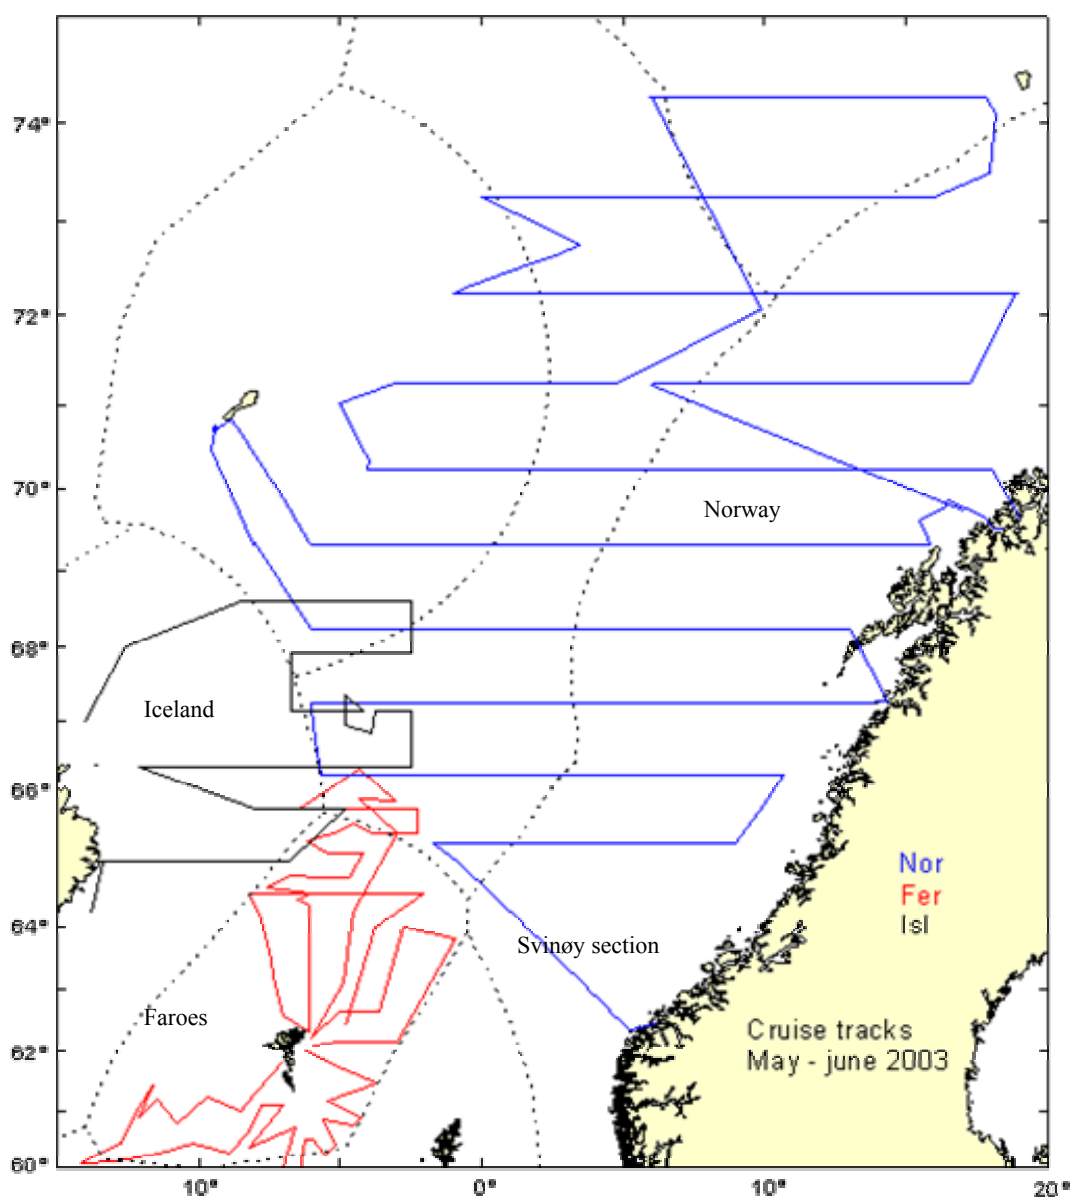 74°
72°
70°
Norway
68°
Iceland
66°
Nor
Fer
Isl
64°
Svinøy section
Faroes
Cruise tracks
May - june 2003
62°
60°
10° 0° 10° 20°